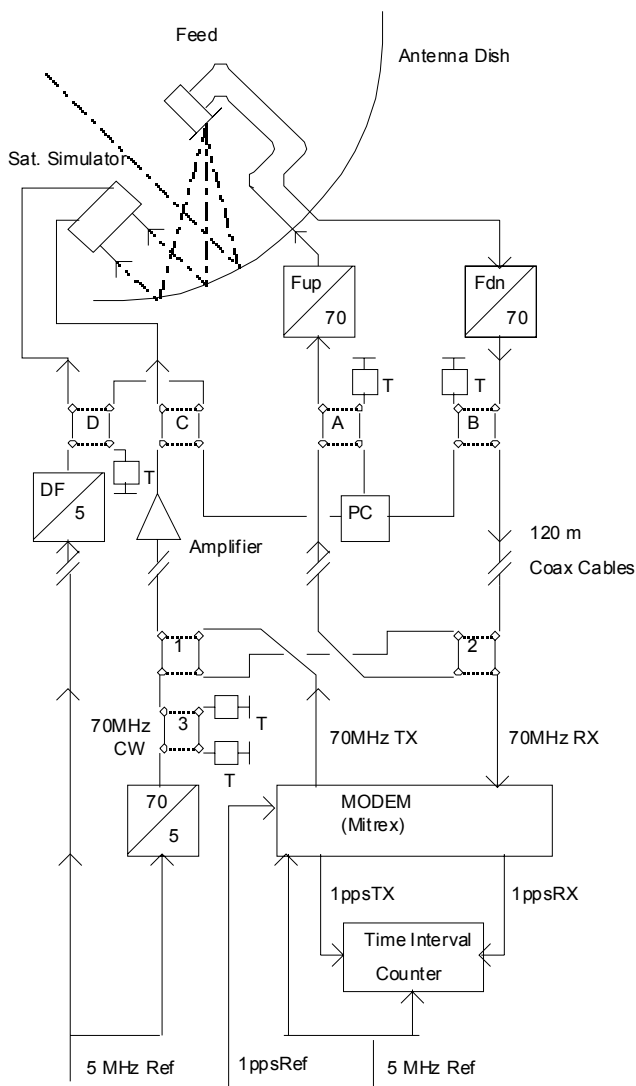 Feed
Antenna Dish
Sat. Simulator
Fup
70
Fdn
70
T
T
D
C
A
B
T
DF
5
PC
Amplifier
120 m
Coax Cables
1
2
70MHz
CW
3
T
T
70MHz TX
70MHz RX
70
5
MODEM
(Mitrex)
1ppsTX
1ppsRX
Time Interval
Counter
5 MHz Ref
1ppsRef
5 MHz Ref